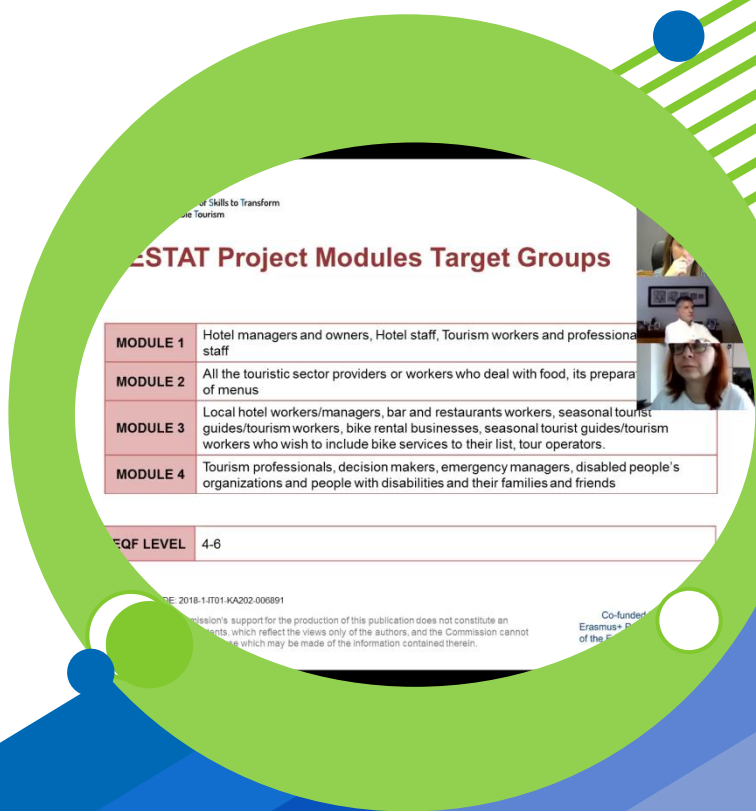 of Skills to Transform
Tourism
ESTAT Project Modules Target Groups
MODULE 1
Hotel managers and owners, Hotel staff, Tourism workers and
staff
MODULE 2
All the touristic sector providers or workers who deal with food, its
of menus
MODULE 3
Local hotel workers/managers, bar and restaurants workers, seasonal tourist
guides/tourism workers, bike rental businesses, seasonal tourist guides/tourism
workers who wish to include bike services to their list, tour operators.
MODULE 4
Tourism professionals, decision makers, emergency managers, disabled people's
organizations and people with disabilities and their families and friends
EQF LEVEL
4-6
2018-1-IT01-KA202-006891
support for the production of this publication does not constitute an
which reflect the views only of the authors, and the Commission cannot
which may be made of the information contained therein.
Co-funded
Erasmus+
of the